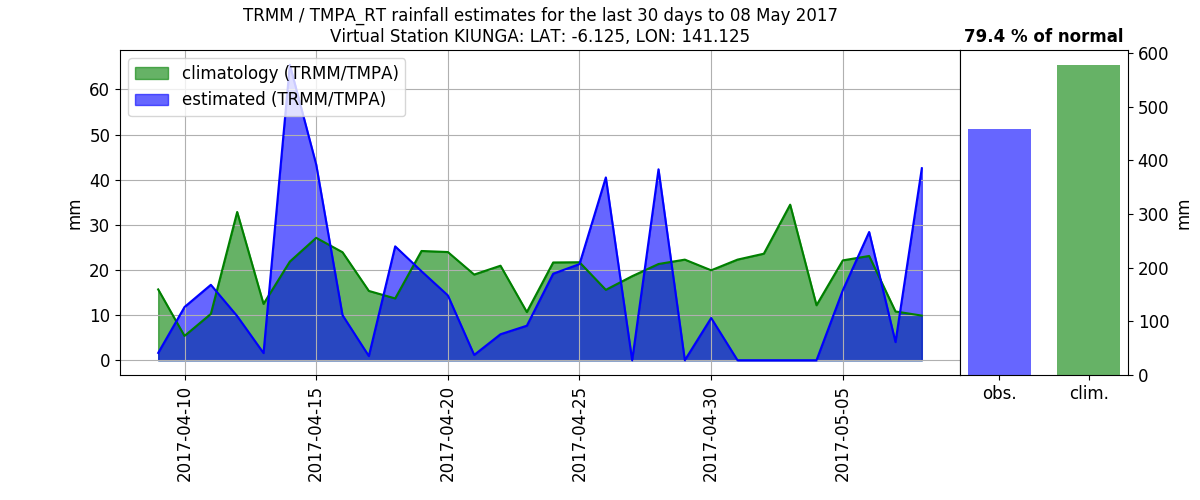 TRMM / TMPA_RT rainfall estimates for the last 30 days to 08 May 2017
Virtual Station KIUNGA: LAT: -6.125, LON: 141.125
79.4 % of normal
climatology (TRMM/TMPA)
estimated (TRMM/TMPA)
60
50
40
30
20
10
0
mm
2017-04-10
2017-04-15
2017-04-20
2017-04-25
2017-04-30
2017-05-05
600
500
400
300
200
100
0
mm
obs.
clim.